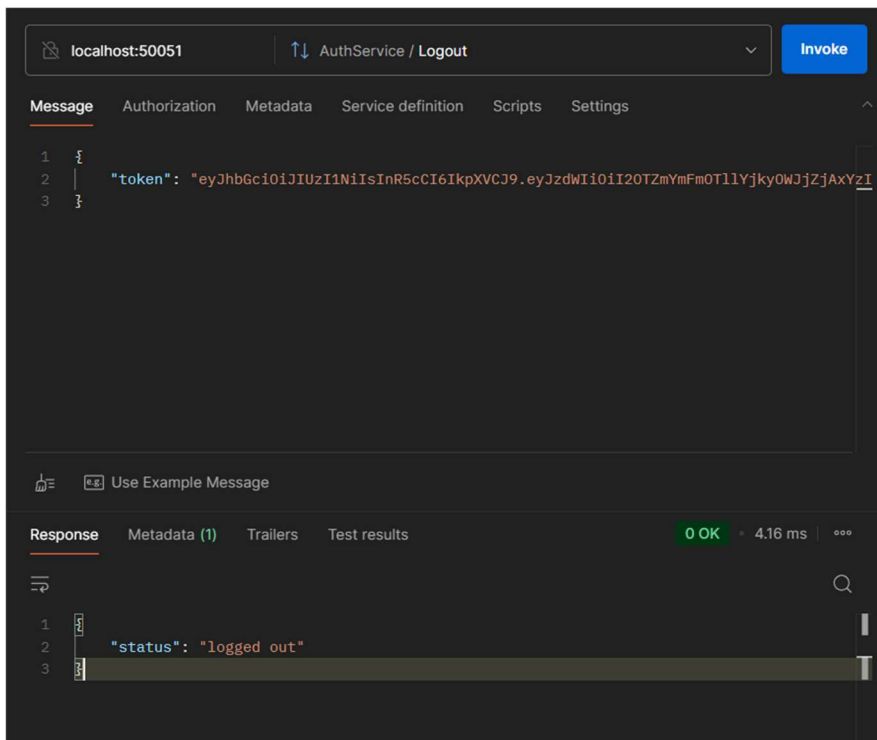 localhost:50051 AuthService / Logout Invoke
Message Authorization Metadata Service definition Scripts Settings
1 {
2 "token": "eyJhbGciOiJIUzI1NiIsInR5cCI6IkpXVCJ9.eyJzdWIiOiI2OTZmYmFmOTllYjkyOWJjZjAxYzI
3 }
e.g. Use Example Message
Response Metadata (1) Trailers Test results 0 OK 4.16 ms
1 {
2 "status": "logged out"
3 }